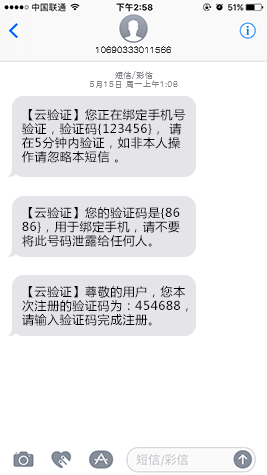 中国联通 下午2:58 51%
10690333011566
短信/彩信
5月15日 周一上午1:08
【云验证】您正在绑定手机号
验证，验证码{123456}， 请
在5分钟内验证，如非本人操
作请忽略本短信 。
【云验证】您的验证码是{86
86}，用于绑定手机，请不要
将此号码泄露给任何人。
【云验证】尊敬的用户，您本
次注册的验证码为：454688，
请输入验证码完成注册。
短信/彩信